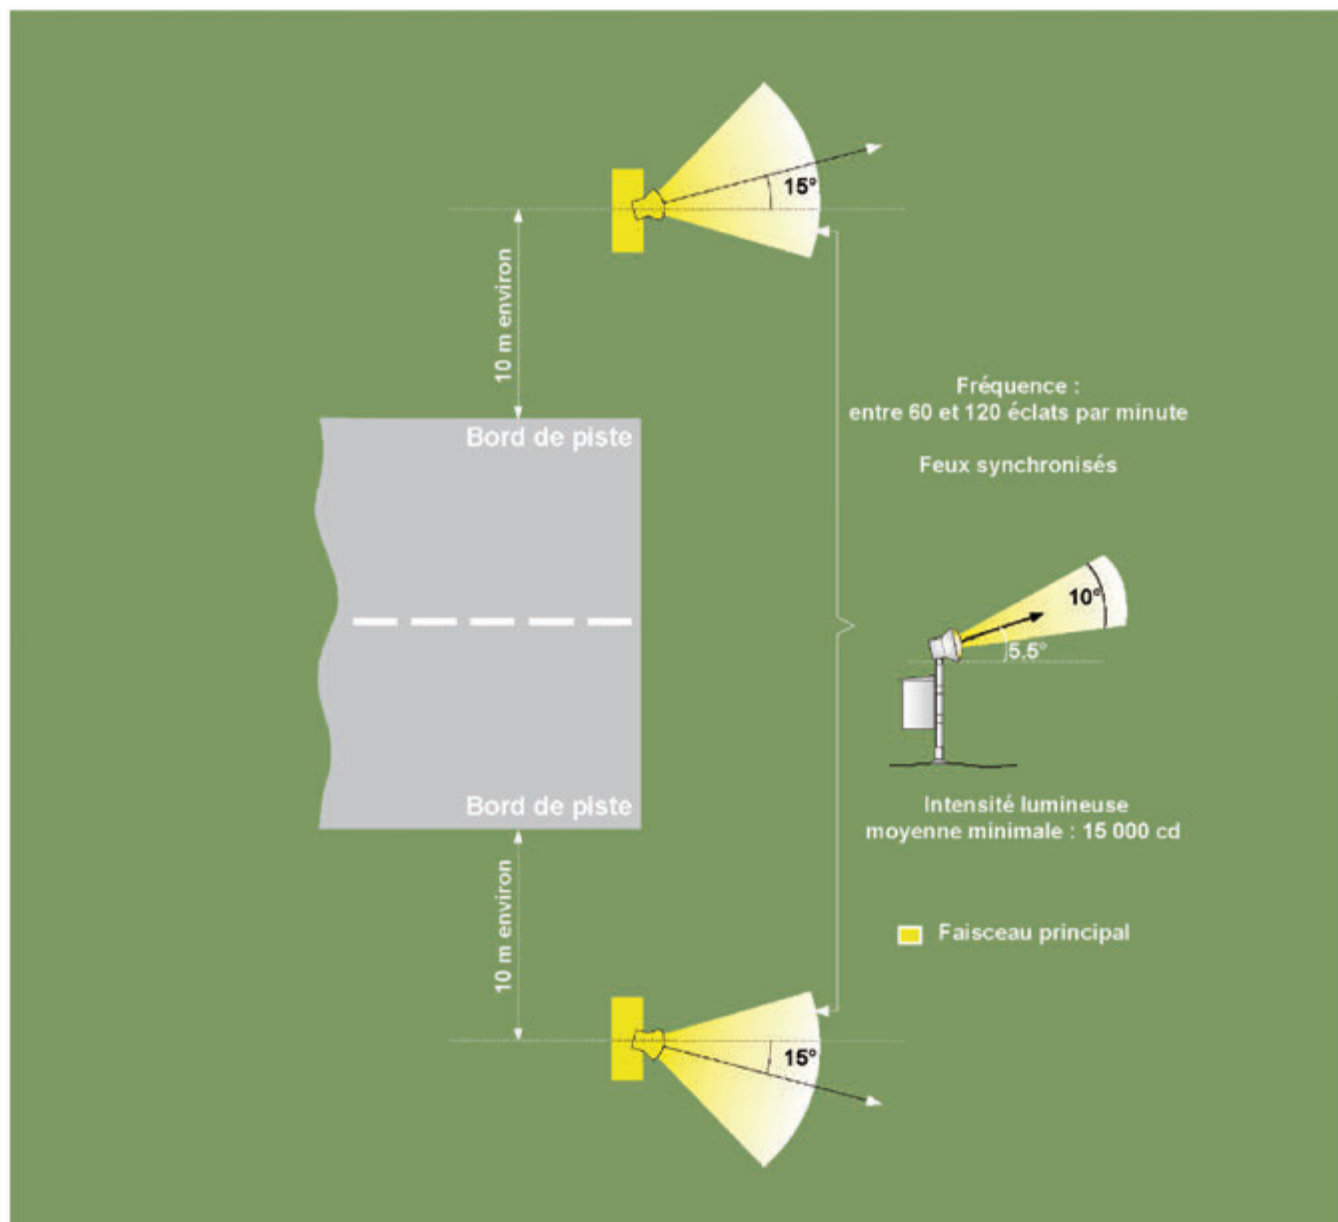 15°
10 m environ
Bord de piste
Fréquence :
entre 60 et 120 éclats par minute
Feux synchronisés
10°
5,5°
Bord de piste
Intensité lumineuse
moyenne minimale : 15 000 cd
10 m environ
Faisceau principal
15°